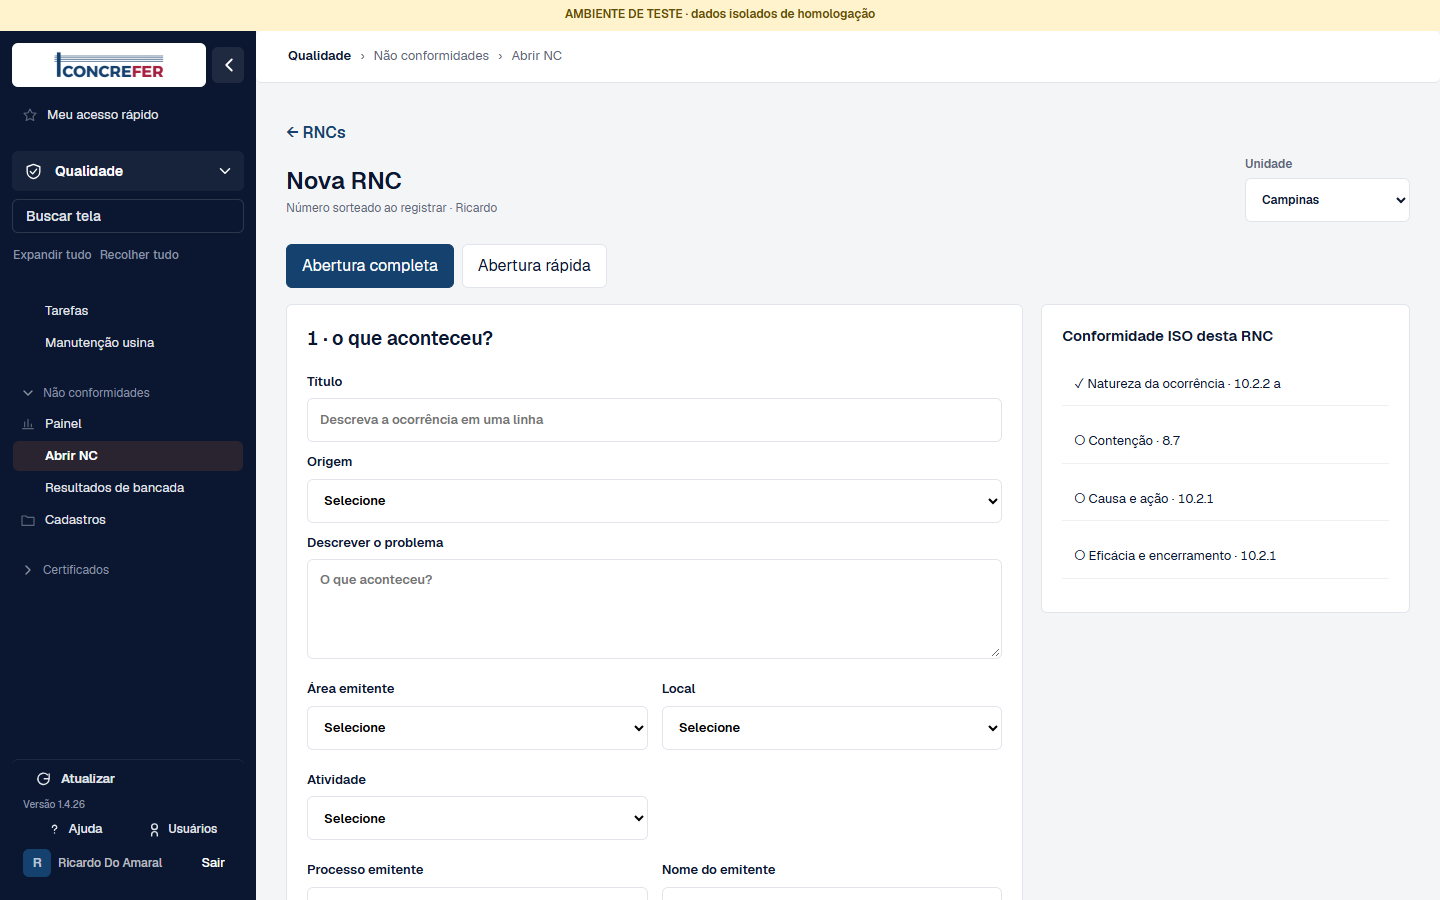 AMBIENTE DE TESTE · dados isolados de homologação
CONCREFER
Meu acesso rápido
Qualidade
Buscar tela
Expandir tudo Recolher tudo
Tarefas
Manutenção usina
Não conformidades
Painel
Abrir NC
Resultados de bancada
Cadastros
Certificados
Atualizar
Versão 1.4.26
? Ajuda Usuários
R Ricardo Do Amaral Sair
Qualidade › Não conformidades › Abrir NC
← RNCs
Nova RNC
Número sorteado ao registrar · Ricardo
Unidade
Campinas
Abertura completa Abertura rápida
1 · o que aconteceu?
Título
Descreva a ocorrência em uma linha
Origem
Selecione
Descrever o problema
O que aconteceu?
Área emitente Local
Selecione Selecione
Atividade
Selecione
Processo emitente Nome do emitente
Conformidade ISO desta RNC
✓ Natureza da ocorrência · 10.2.2 a
○ Contenção · 8.7
○ Causa e ação · 10.2.1
○ Eficácia e encerramento · 10.2.1